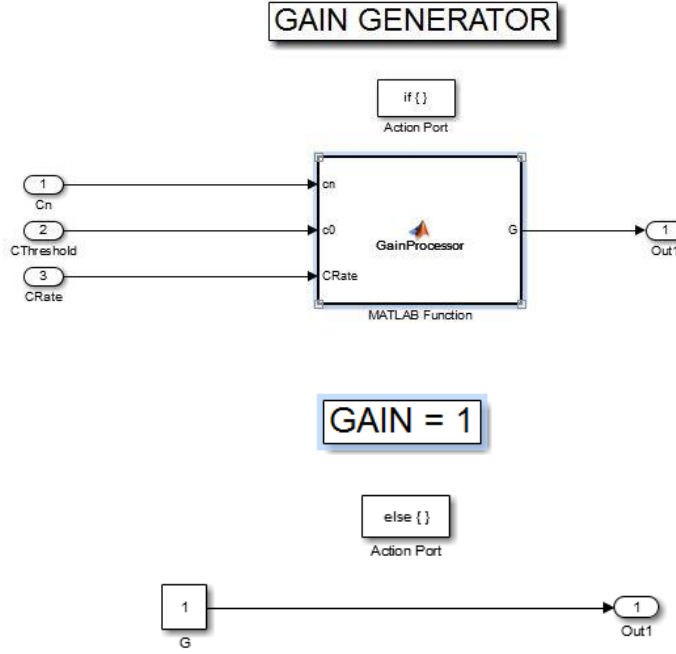 GAIN GENERATOR
if { }
Action Port
1
Cn
cn
2
CThreshold
c0
GainProcessor
G
1
Out1
3
CRate
CRate
MATLAB Function
GAIN = 1
else { }
Action Port
1
G
1
Out1